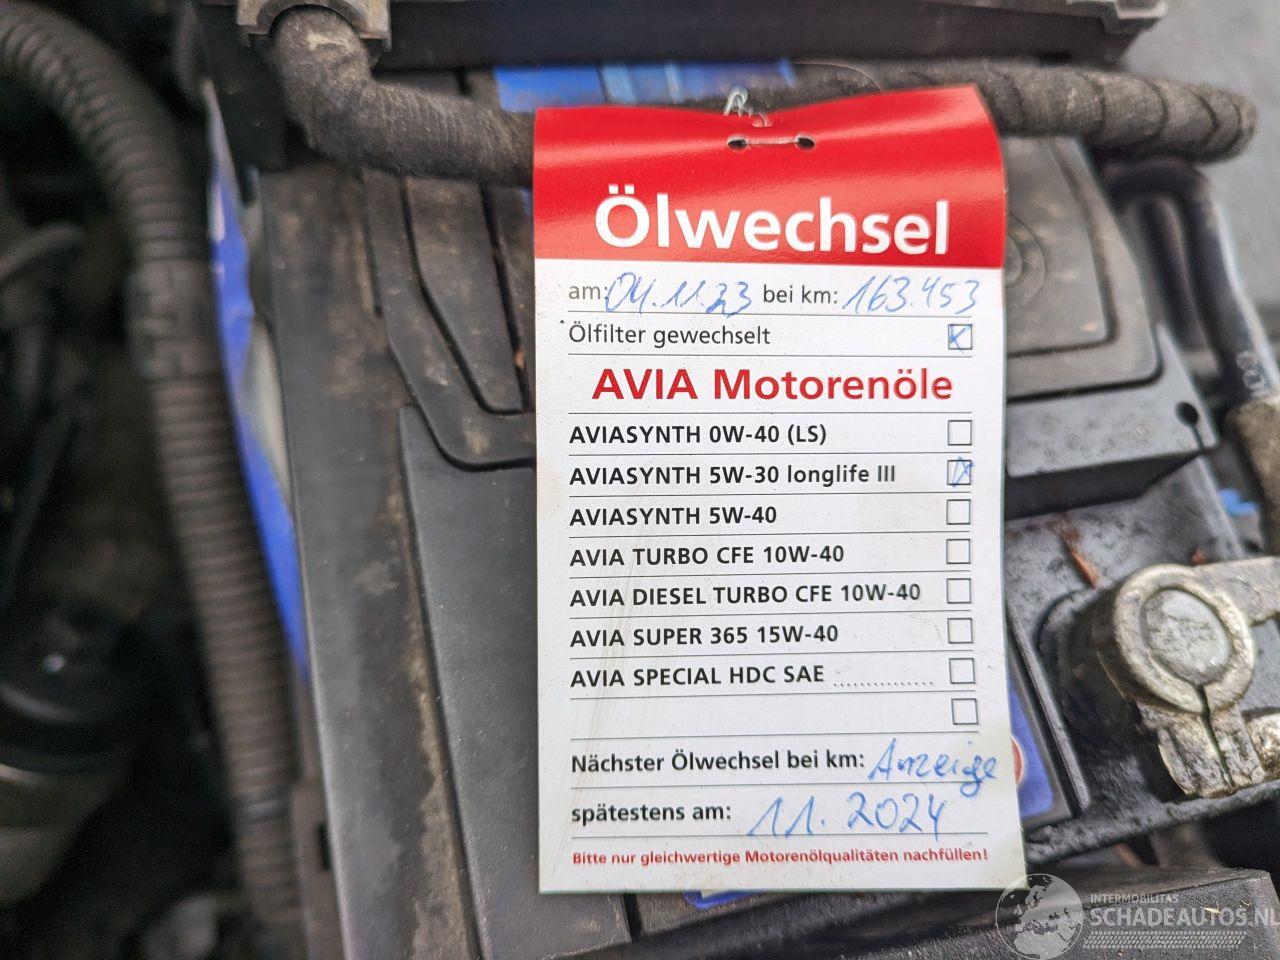 Ölwechsel
am: 04.11.23 bei km: 163.453
Ölfilter gewechselt
AVIA Motorenöle
AVIASYNTH 0W-40 (LS)
AVIASYNTH 5W-30 longlife III
AVIASYNTH 5W-40
AVIA TURBO CFE 10W-40
AVIA DIESEL TURBO CFE 10W-40
AVIA SUPER 365 15W-40
AVIA SPECIAL HDC SAE ...............
Nächster Ölwechsel bei km: Anzeige
spätestens am: 11.2024
Bitte nur gleichwertige Motorenölqualitäten nachfüllen!
INTERMOBILITAS
SCHADEAUTOS.NL